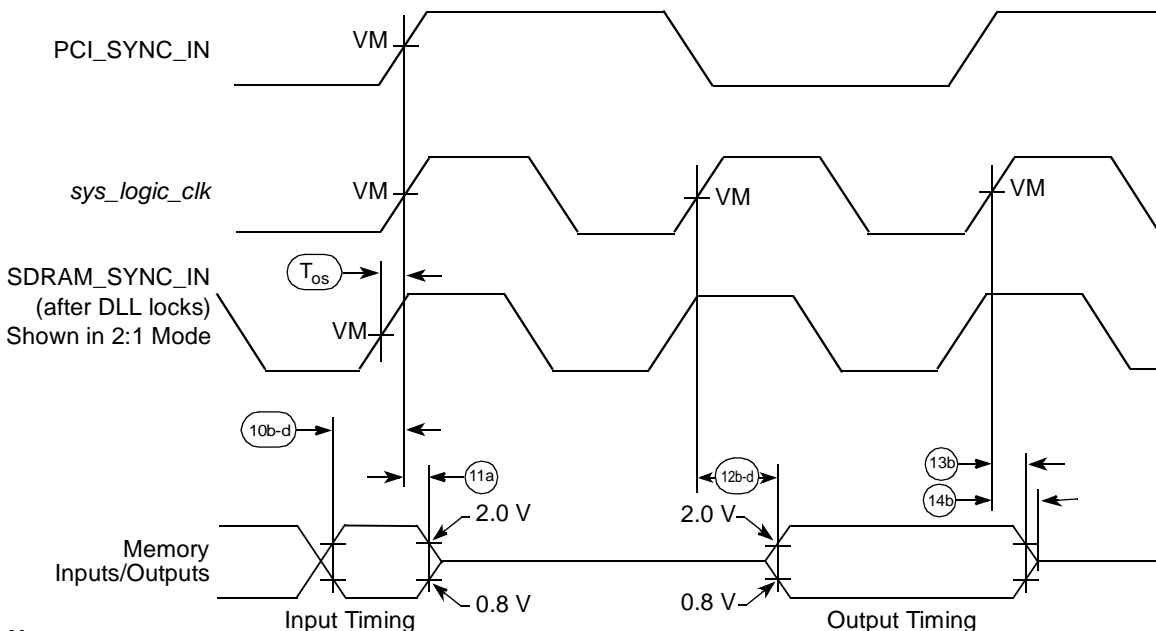 PCI_SYNC_IN
VM
sys_logic_clk
VM
VM
VM
SDRAM_SYNC_IN
(after DLL locks)
Shown in 2:1 Mode
Tos
VM
10b-d
11a
12b-d
13b
14b
2.0 V
2.0 V
Memory
Inputs/Outputs
0.8 V
0.8 V
Input Timing
Output Timing